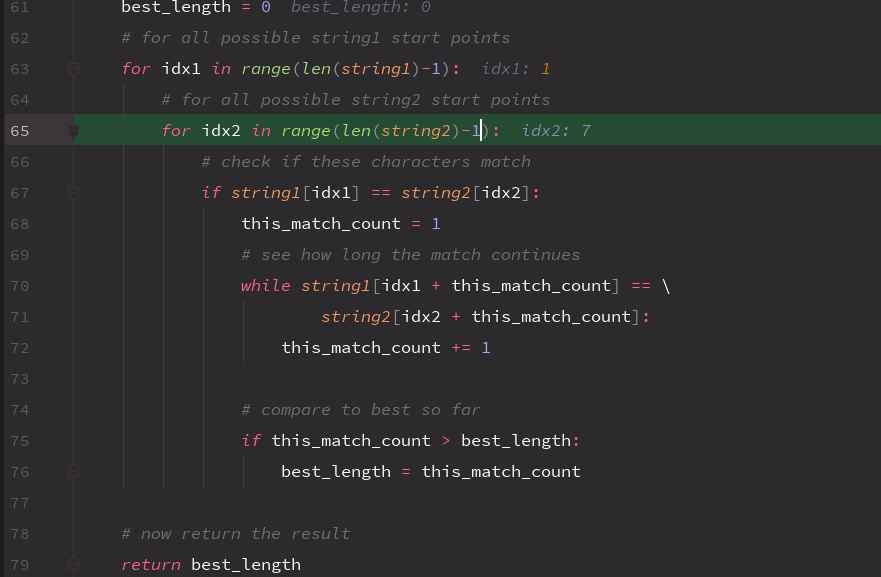 61 best_length = 0 best_length: 0
62 # for all possible string1 start points
63 for idx1 in range(len(string1)-1): idx1: 1
64 # for all possible string2 start points
65 for idx2 in range(len(string2)-1): idx2: 7
66 # check if these characters match
67 if string1[idx1] == string2[idx2]:
68 this_match_count = 1
69 # see how long the match continues
70 while string1[idx1 + this_match_count] == \
71 string2[idx2 + this_match_count]:
72 this_match_count += 1
73
74 # compare to best so far
75 if this_match_count > best_length:
76 best_length = this_match_count
77
78 # now return the result
79 return best_length